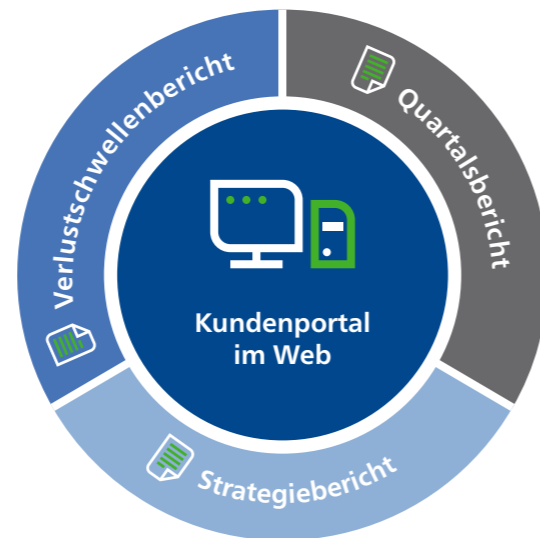 Verlustschwellenbericht
Quartalsbericht
Kundenportal
im Web
Strategiebericht